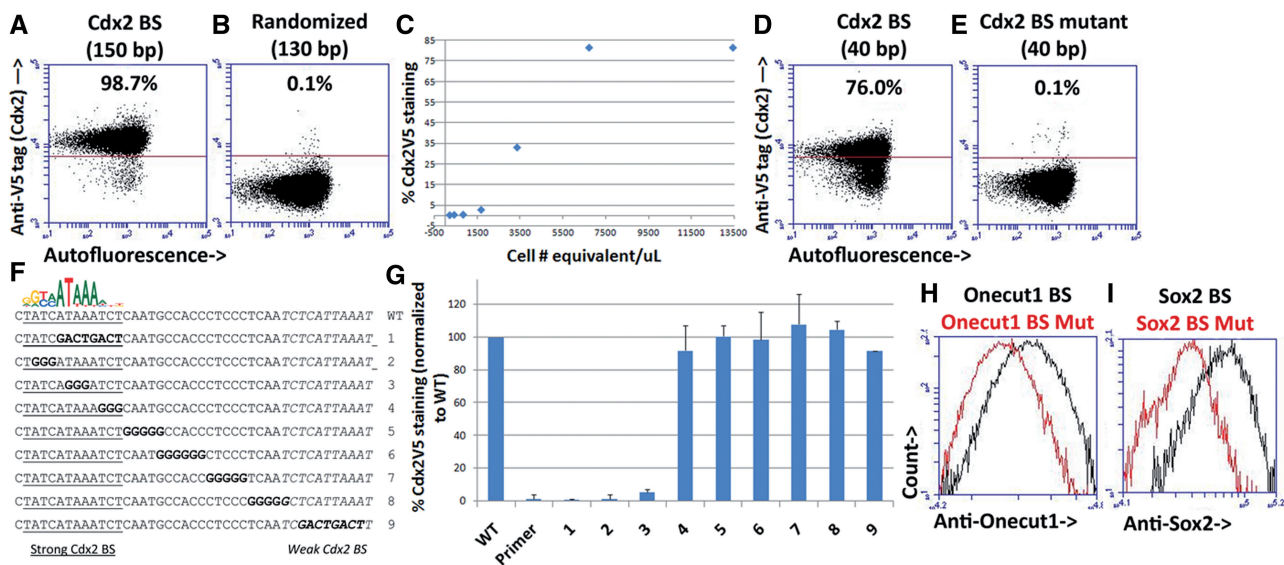 A
Cdx2 BS
(150 bp)
98.7%
Anti-V5 tag (Cdx2) —>
Autofluorescence->
B
Randomized
(130 bp)
0.1%
C
% Cdx2V5 staining
85
75
65
55
45
35
25
15
5
-5
-500
1500
3500
5500
7500
9500
11500
13500
Cell # equivalent/uL
D
Cdx2 BS
(40 bp)
76.0%
Anti-V5 tag (Cdx2) —>
Autofluorescence->
E
Cdx2 BS mutant
(40 bp)
0.1%
F
CTATCATAAATCTCAATGCCACCCTCCCTCAATCTCATTAAAT WT
CTATCGACTGACTCAATGCCACCCTCCCTCAATCTCATTAAAT_ 1
CTGGGATAAATCTCAATGCCACCCTCCCTCAATCTCATTAAAT_ 2
CTATCAGGGATCTCAATGCCACCCTCCCTCAATCTCATTAAAT 3
CTATCATAAAGGGCAATGCCACCCTCCCTCAATCTCATTAAAT 4
CTATCATAAATCTGGGGGCCACCCTCCCTCAATCTCATTAAAT 5
CTATCATAAATCTCAATGGGGGGCTCCCTCAATCTCATTAAAT 6
CTATCATAAATCTCAATGCCACCGGGGGTCAATCTCATTAAAT 7
CTATCATAAATCTCAATGCCACCCTCCCGGGGGCTCATTAAAT 8
CTATCATAAATCTCAATGCCACCCTCCCTCAATCGACTGACTT 9
Strong Cdx2 BS
Weak Cdx2 BS
G
% Cdx2V5 staining (normalized to WT)
120
100
80
60
40
20
0
WT
Primer
1
2
3
4
5
6
7
8
9
H
Onecut1 BS
Onecut1 BS Mut
Count->
Anti-Onecut1->
I
Sox2 BS
Sox2 BS Mut
Anti-Sox2->